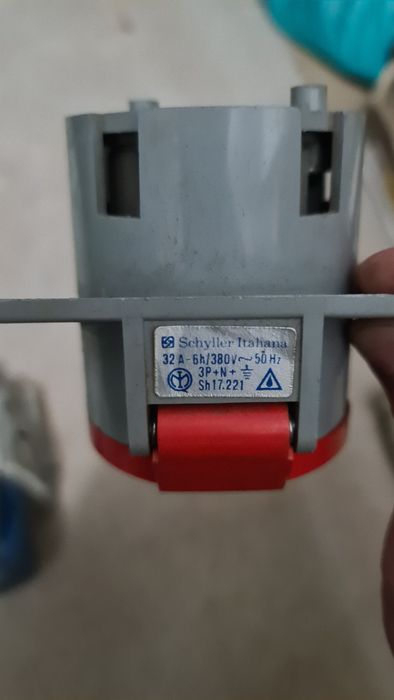 Schyller Italiana
32 A-6h/380V~50 Hz
3P+N+⏚
Sh17.221